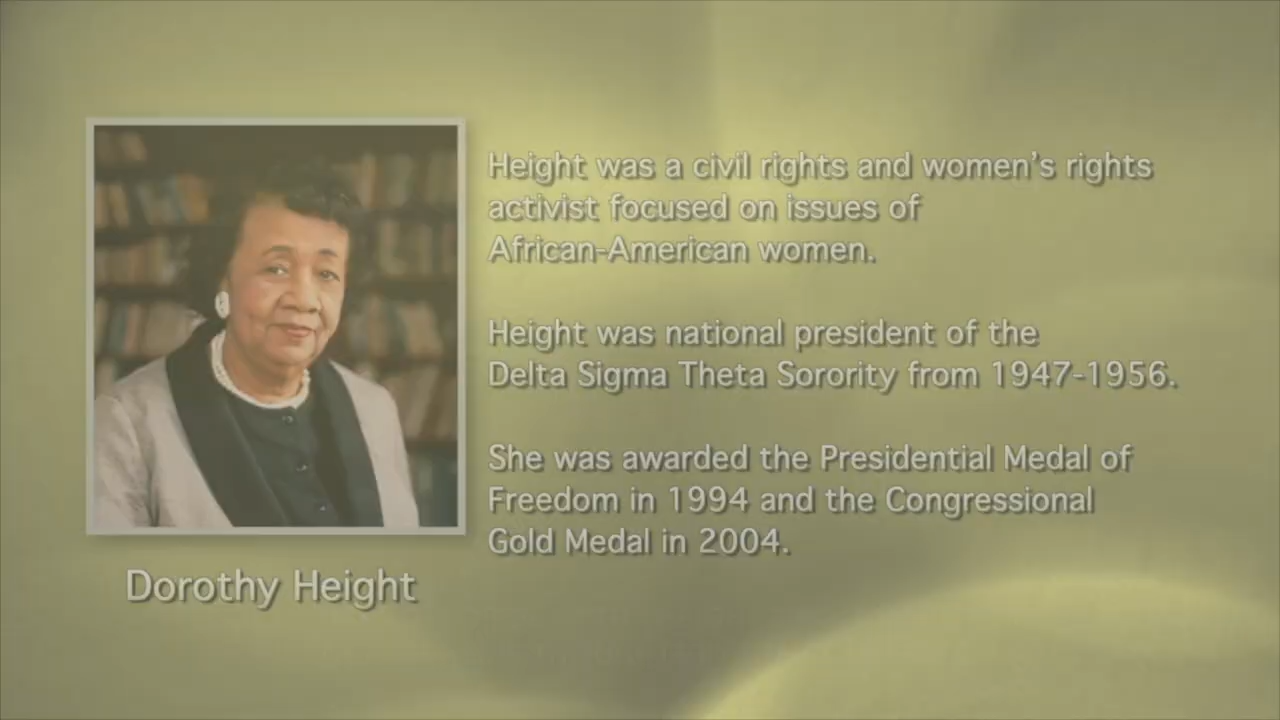 Height was a civil rights and women's rights
activist focused on issues of
African-American women.
Height was national president of the
Delta Sigma Theta Sorority from 1947-1956.
She was awarded the Presidential Medal of
Freedom in 1994 and the Congressional
Gold Medal in 2004.
Dorothy Height